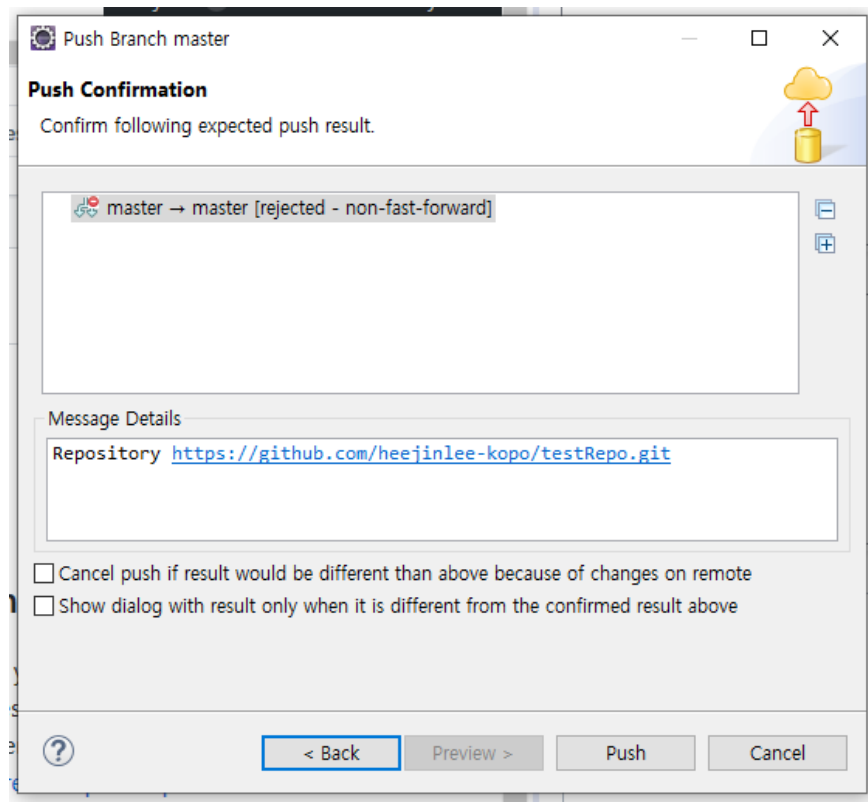 Push Branch master
Push Confirmation
Confirm following expected push result.
master → master [rejected - non-fast-forward]
Message Details
Repository https://github.com/heejinlee-kopo/testRepo.git
Cancel push if result would be different than above because of changes on remote
Show dialog with result only when it is different from the confirmed result above
< Back
Preview >
Push
Cancel